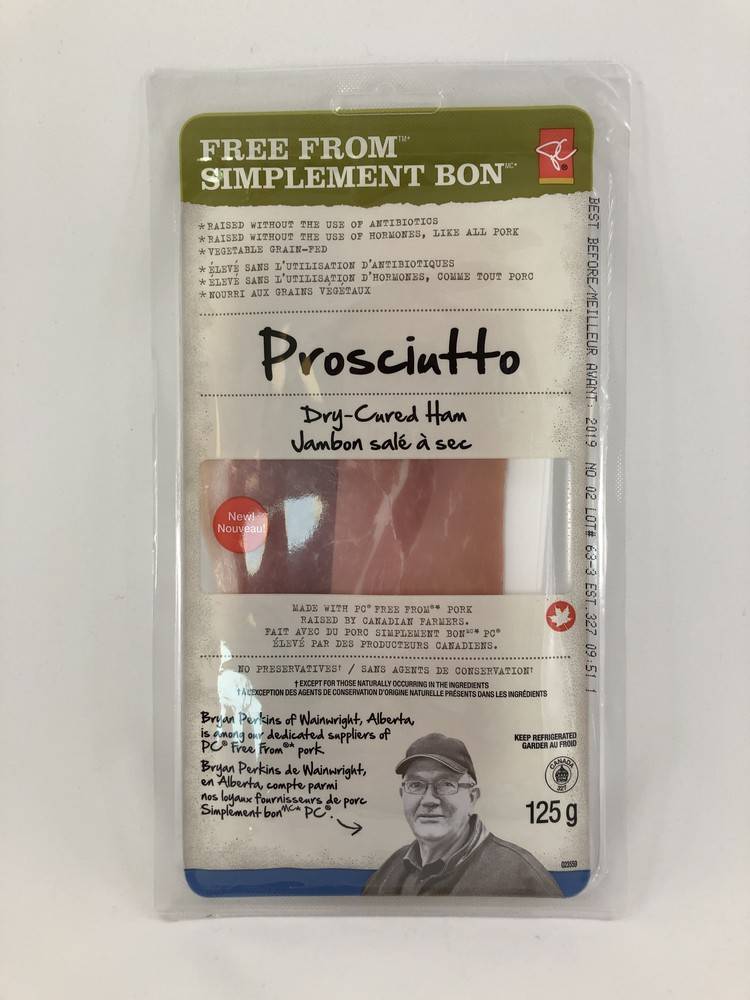 FREE FROM™*
SIMPLEMENT BON MC*
PC®
*RAISED WITHOUT THE USE OF ANTIBIOTICS
*RAISED WITHOUT THE USE OF HORMONES, LIKE ALL PORK
*VEGETABLE GRAIN-FED
*ÉLEVÉ SANS L'UTILISATION D'ANTIBIOTIQUES
*ÉLEVÉ SANS L'UTILISATION D'HORMONES, COMME TOUT PORC
*NOURRI AUX GRAINS VÉGÉTAUX
Prosciutto
Dry-Cured Ham
Jambon salé à sec
New!
Nouveau!
MADE WITH PC® FREE FROM®* PORK
RAISED BY CANADIAN FARMERS.
FAIT AVEC DU PORC SIMPLEMENT BON MC* PC®
ÉLEVÉ PAR DES PRODUCTEURS CANADIENS.
NO PRESERVATIVES† / SANS AGENTS DE CONSERVATION†
† EXCEPT FOR THOSE NATURALLY OCCURRING IN THE INGREDIENTS
† À L'EXCEPTION DES AGENTS DE CONSERVATION D'ORIGINE NATURELLE PRÉSENTS DANS LES INGRÉDIENTS
Bryan Perkins of Wainwright, Alberta,
is among our dedicated suppliers of
PC® Free From®* pork
Bryan Perkins de Wainwright,
en Alberta, compte parmi
nos loyaux fournisseurs de porc
Simplement bon MC* PC®.
KEEP REFRIGERATED
GARDER AU FROID
CANADA
327
125 g
023559
BEST BEFORE/MEILLEUR AVANT: 2019 NO 02 LOT# 63-3 EST.327 09:51 1